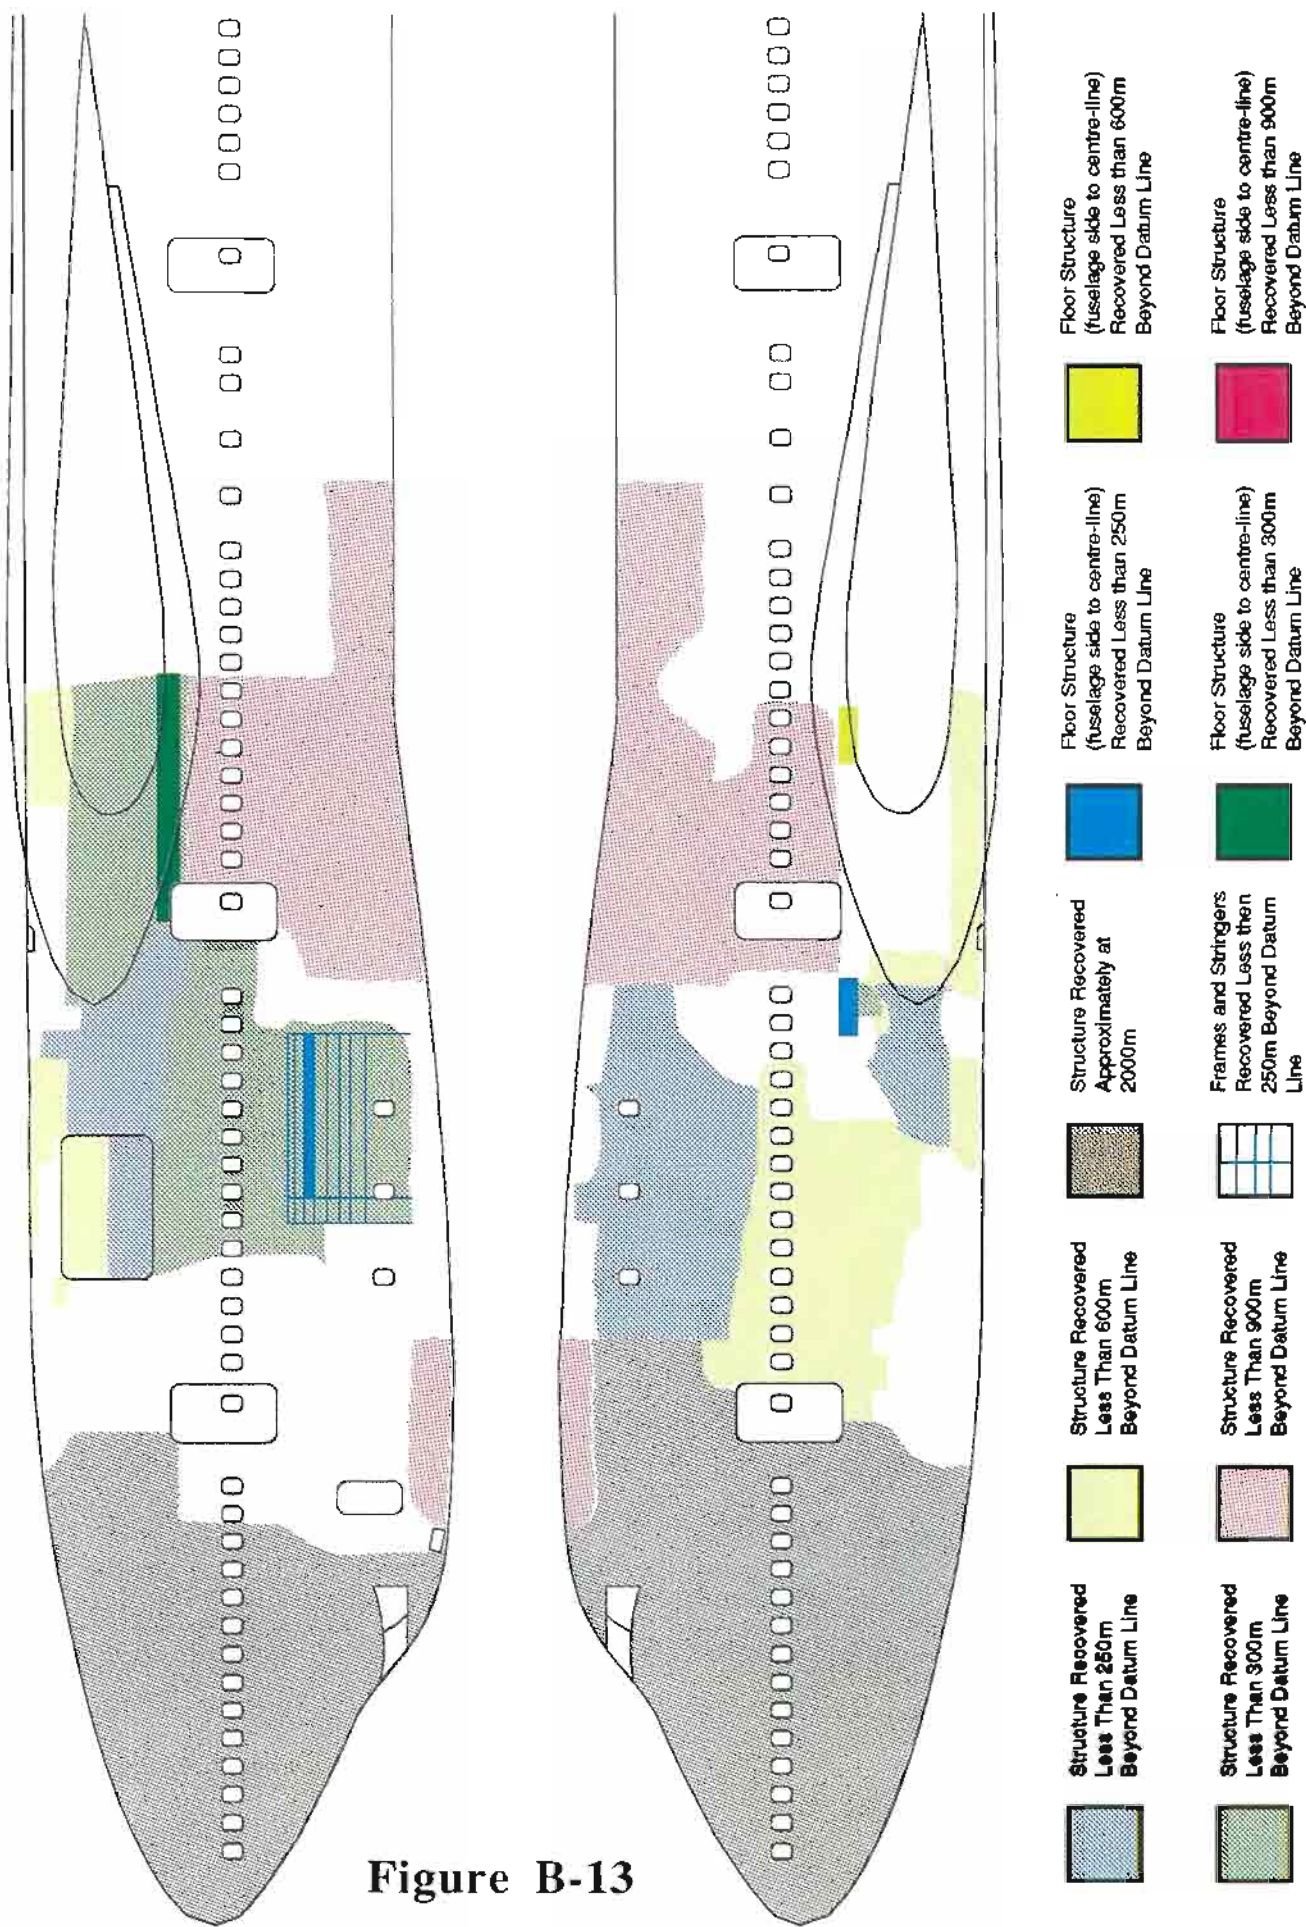 Figure B-13
Structure Recovered
Less Than 250m
Beyond Datum Line
Structure Recovered
Less Than 600m
Beyond Datum Line
Structure Recovered
Approximately at
2000m
Floor Structure
(fuselage side to centre-line)
Recovered Less than 250m
Beyond Datum Line
Floor Structure
(fuselage side to centre-line)
Recovered Less than 600m
Beyond Datum Line
Structure Recovered
Less Than 300m
Beyond Datum Line
Structure Recovered
Less Than 900m
Beyond Datum Line
Frames and Stringers
Recovered Less then
250m Beyond Datum
Line
Floor Structure
(fuselage side to centre-line)
Recovered Less than 300m
Beyond Datum Line
Floor Structure
(fuselage side to centre-line)
Recovered Less than 900m
Beyond Datum Line